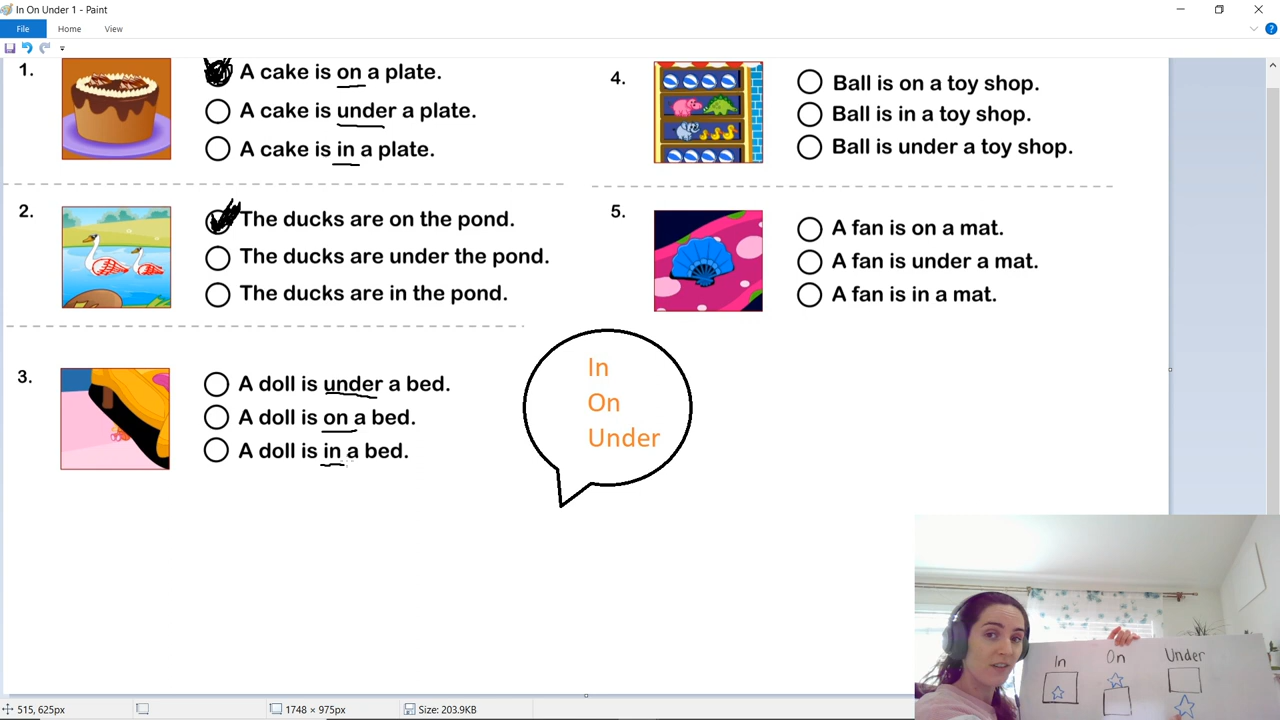 In On Under 1 - Paint
File
Home
View
1.
A cake is on a plate.
A cake is under a plate.
A cake is in a plate.
2.
The ducks are on the pond.
The ducks are under the pond.
The ducks are in the pond.
3.
A doll is under a bed.
A doll is on a bed.
A doll is in a bed.
4.
Ball is on a toy shop.
Ball is in a toy shop.
Ball is under a toy shop.
5.
A fan is on a mat.
A fan is under a mat.
A fan is in a mat.
In
On
Under
In
On
Under
515, 625px
1748 × 975px
Size: 203.9KB